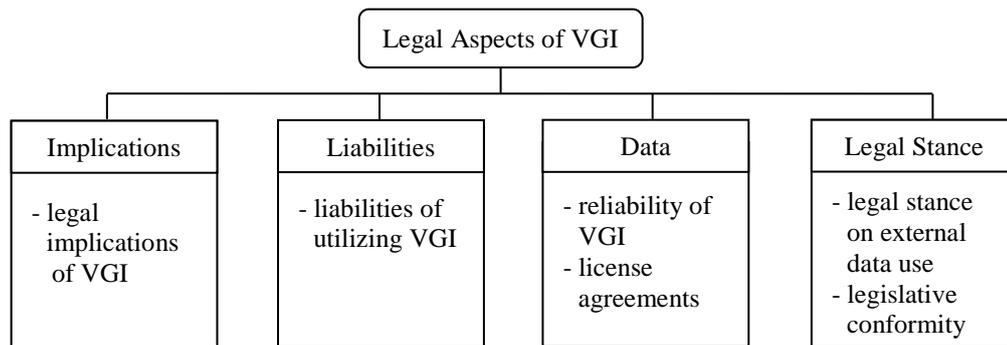 Legal Aspects of VGI
Implications
- legal
implications
of VGI
Liabilities
- liabilities of
utilizing VGI
Data
- reliability of
VGI
- license
agreements
Legal Stance
- legal stance
on external
data use
- legislative
conformity